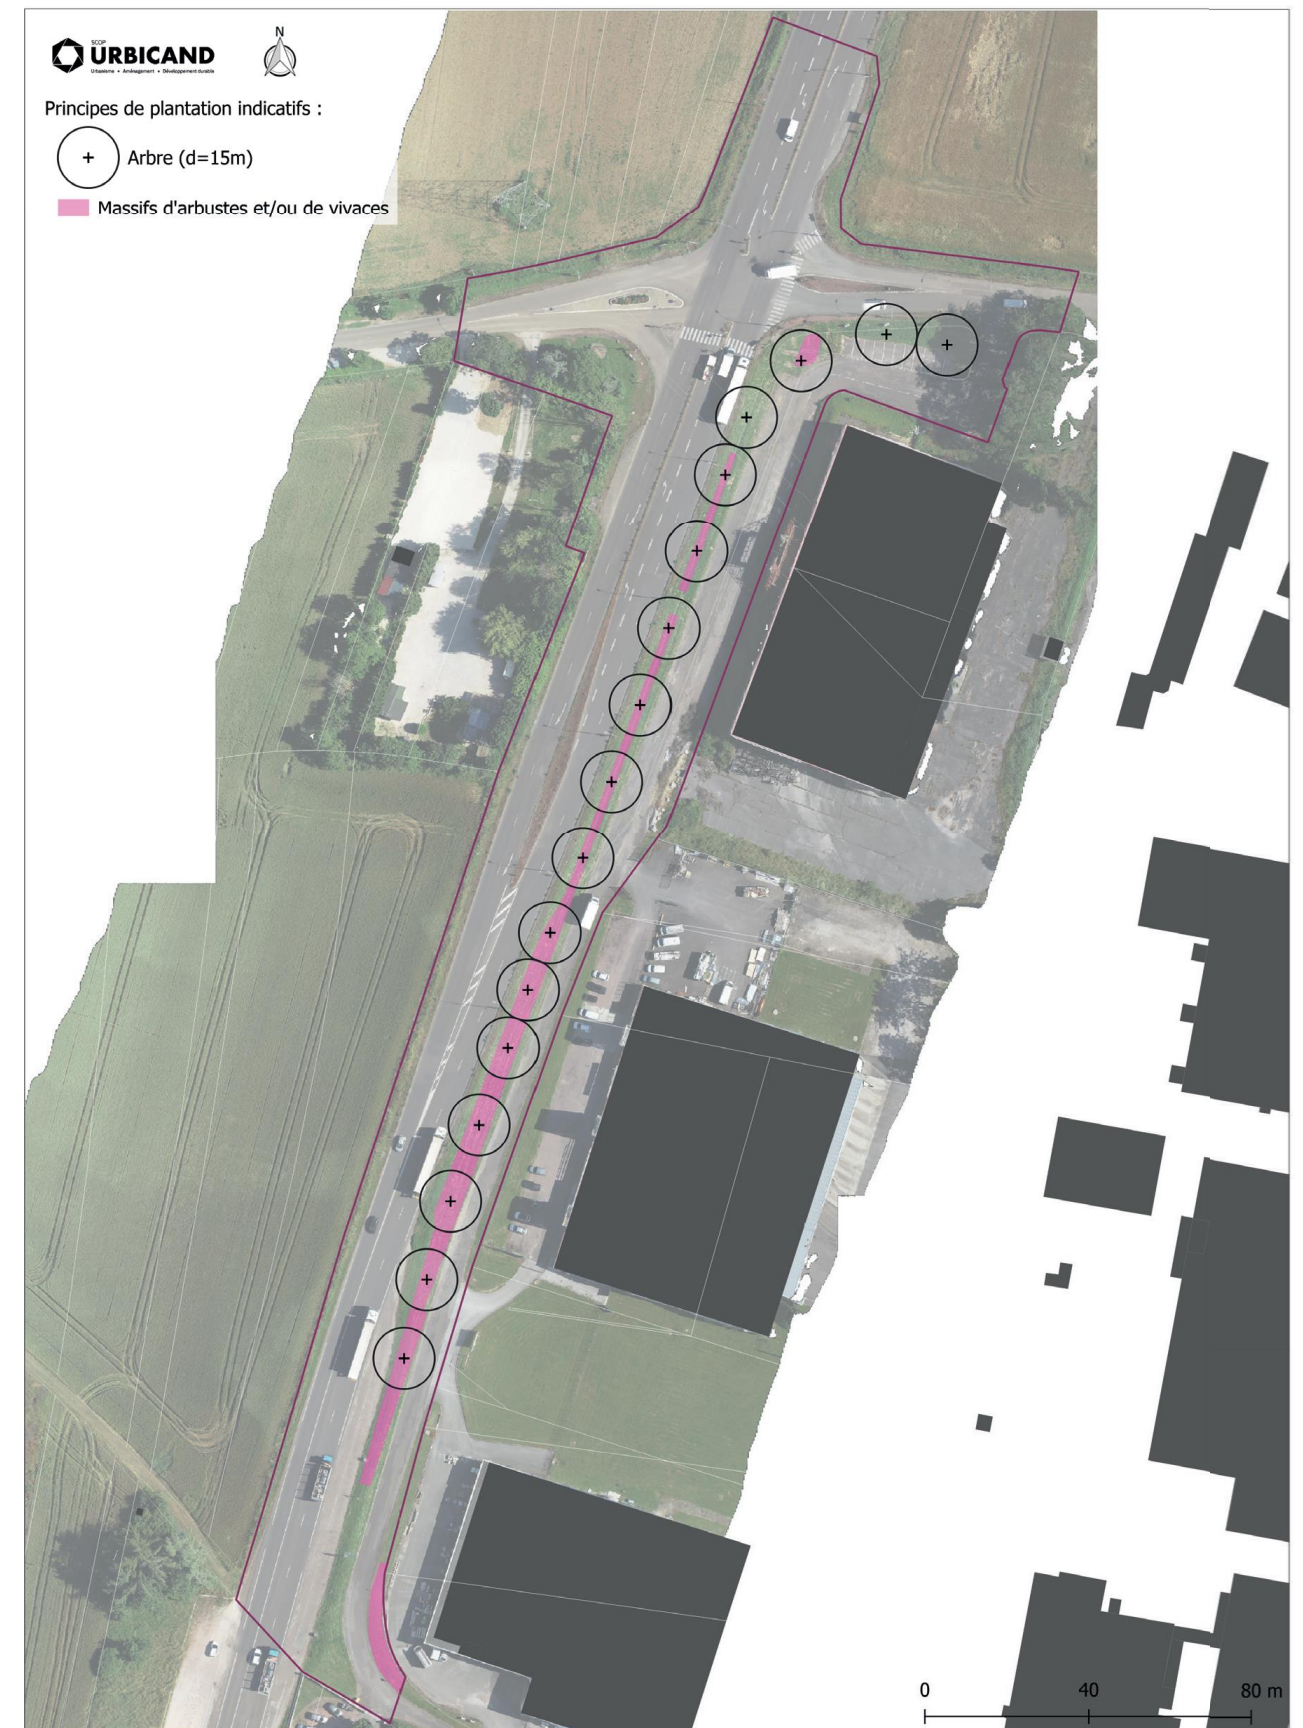 SCOP
URBICAND
Urbanisme • Aménagement • Développement durable
N
Principes de plantation indicatifs :
Arbre (d=15m)
Massifs d'arbustes et/ou de vivaces
0 40 80 m